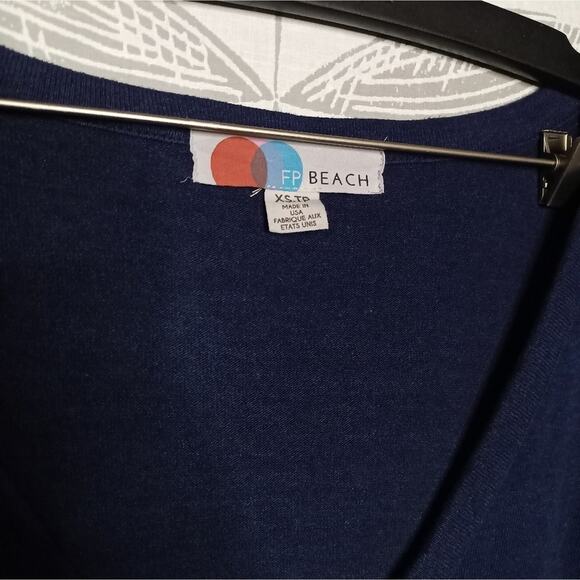 FP BEACH
XS-TP
MADE IN
USA
FABRIQUE AUX
ETATS UNIS